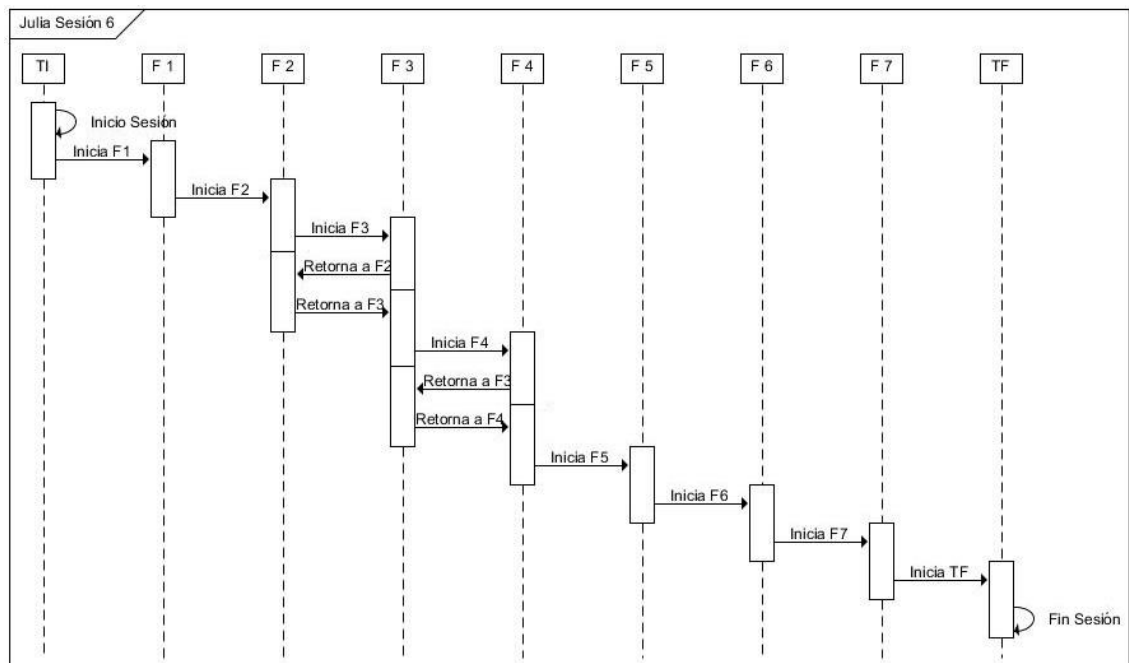 Julia Sesión 6
TI
F 1
F 2
F 3
F 4
F 5
F 6
F 7
TF
Inicio Sesión
Inicia F1
Inicia F2
Inicia F3
Retorna a F2
Retorna a F3
Inicia F4
Retorna a F3
Retorna a F4
Inicia F5
Inicia F6
Inicia F7
Inicia TF
Fin Sesión